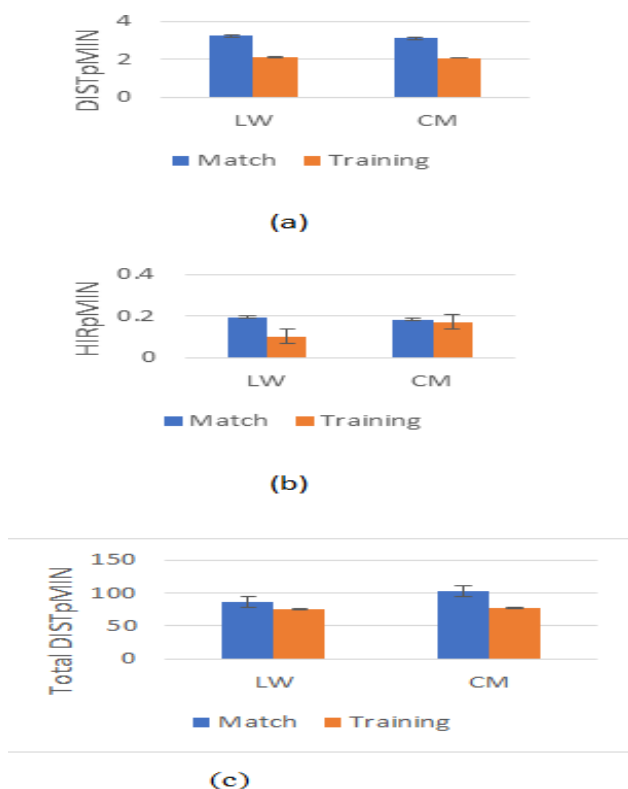 DISTpMIN
4
2
0
LW CM
Match Training
(a)
HIRpMIN
0.4
0.2
0
LW CM
Match Training
(b)
Total DISTpMIN
150
100
50
0
LW CM
Match Training
(c)